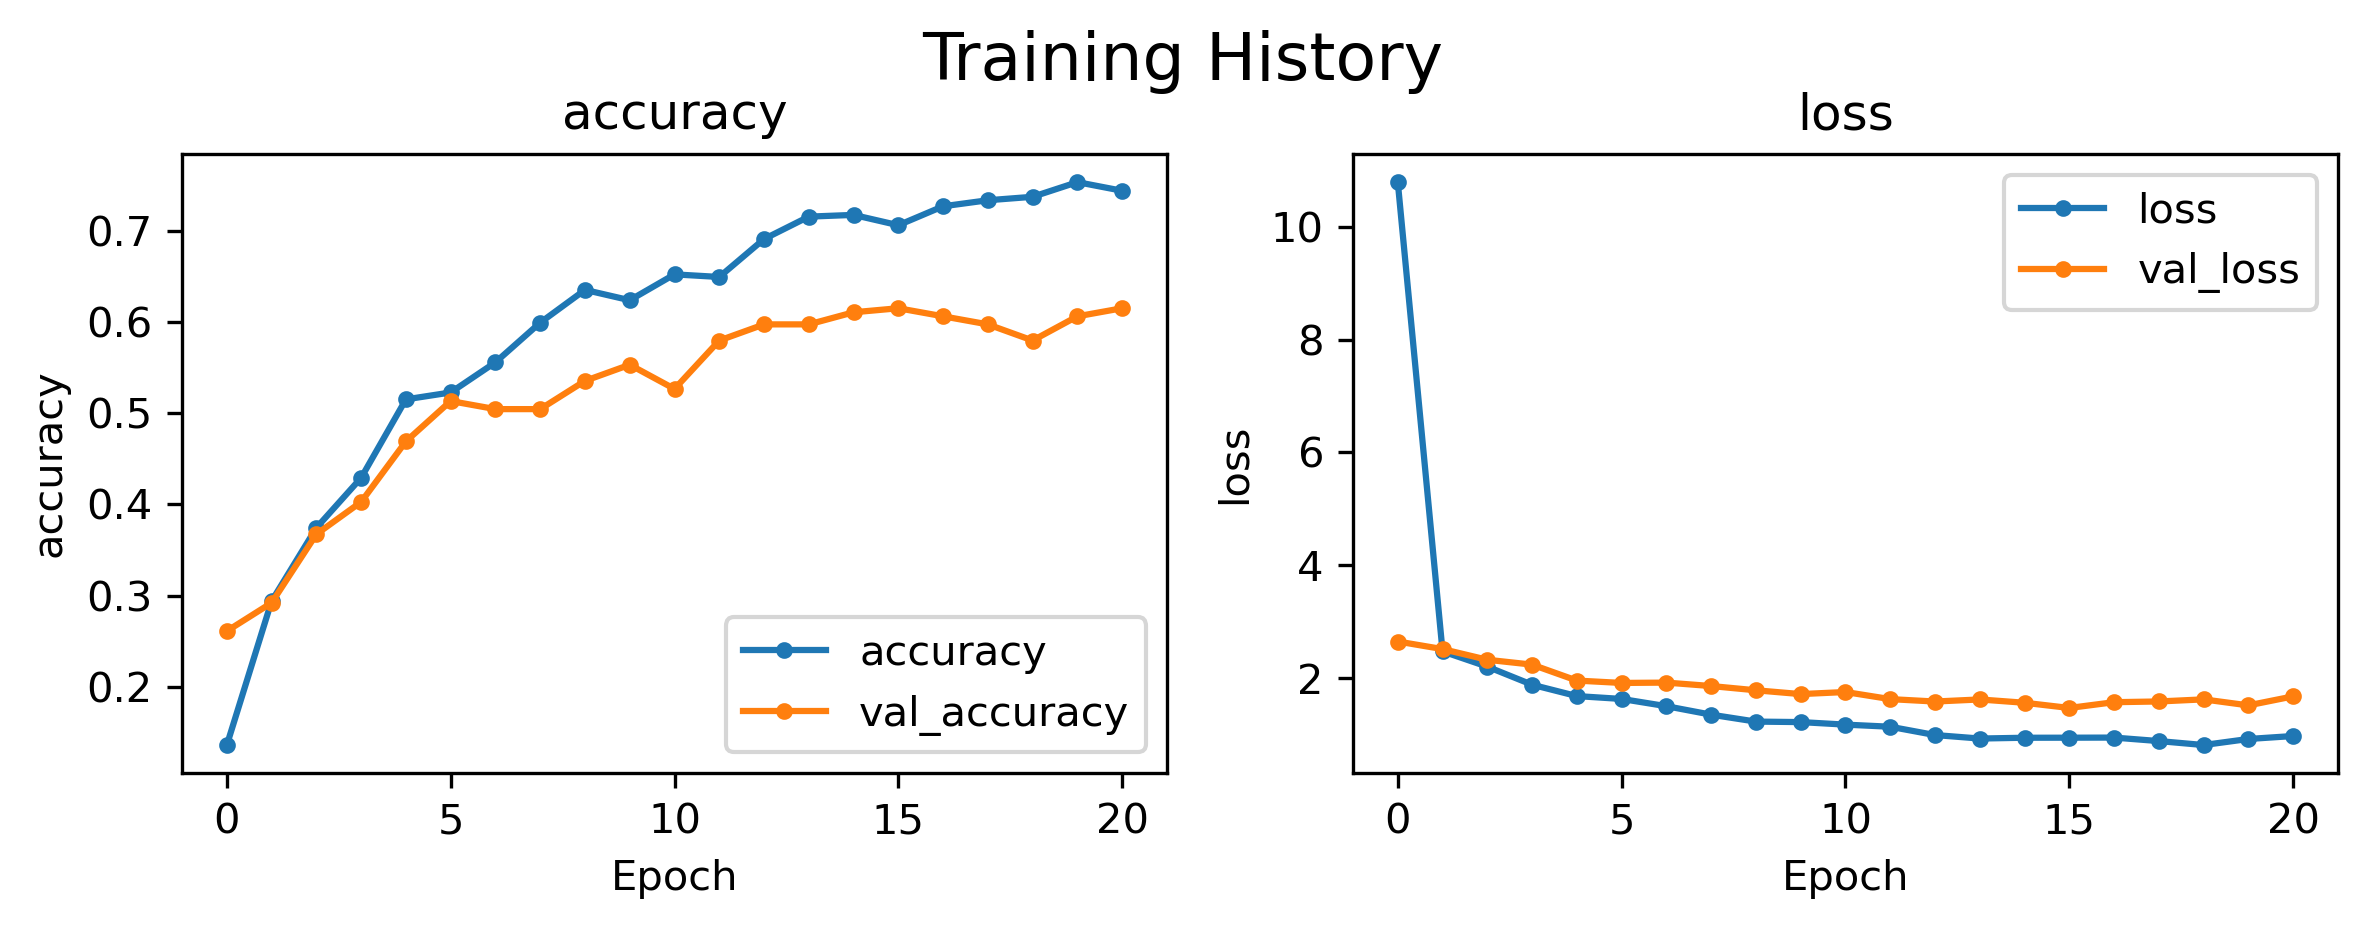 Training History
accuracy
accuracy
0.7
0.6
0.5
0.4
0.3
0.2
accuracy
val_accuracy
0 5 10 15 20
Epoch
loss
loss
10
8
6
4
2
loss
val_loss
0 5 10 15 20
Epoch